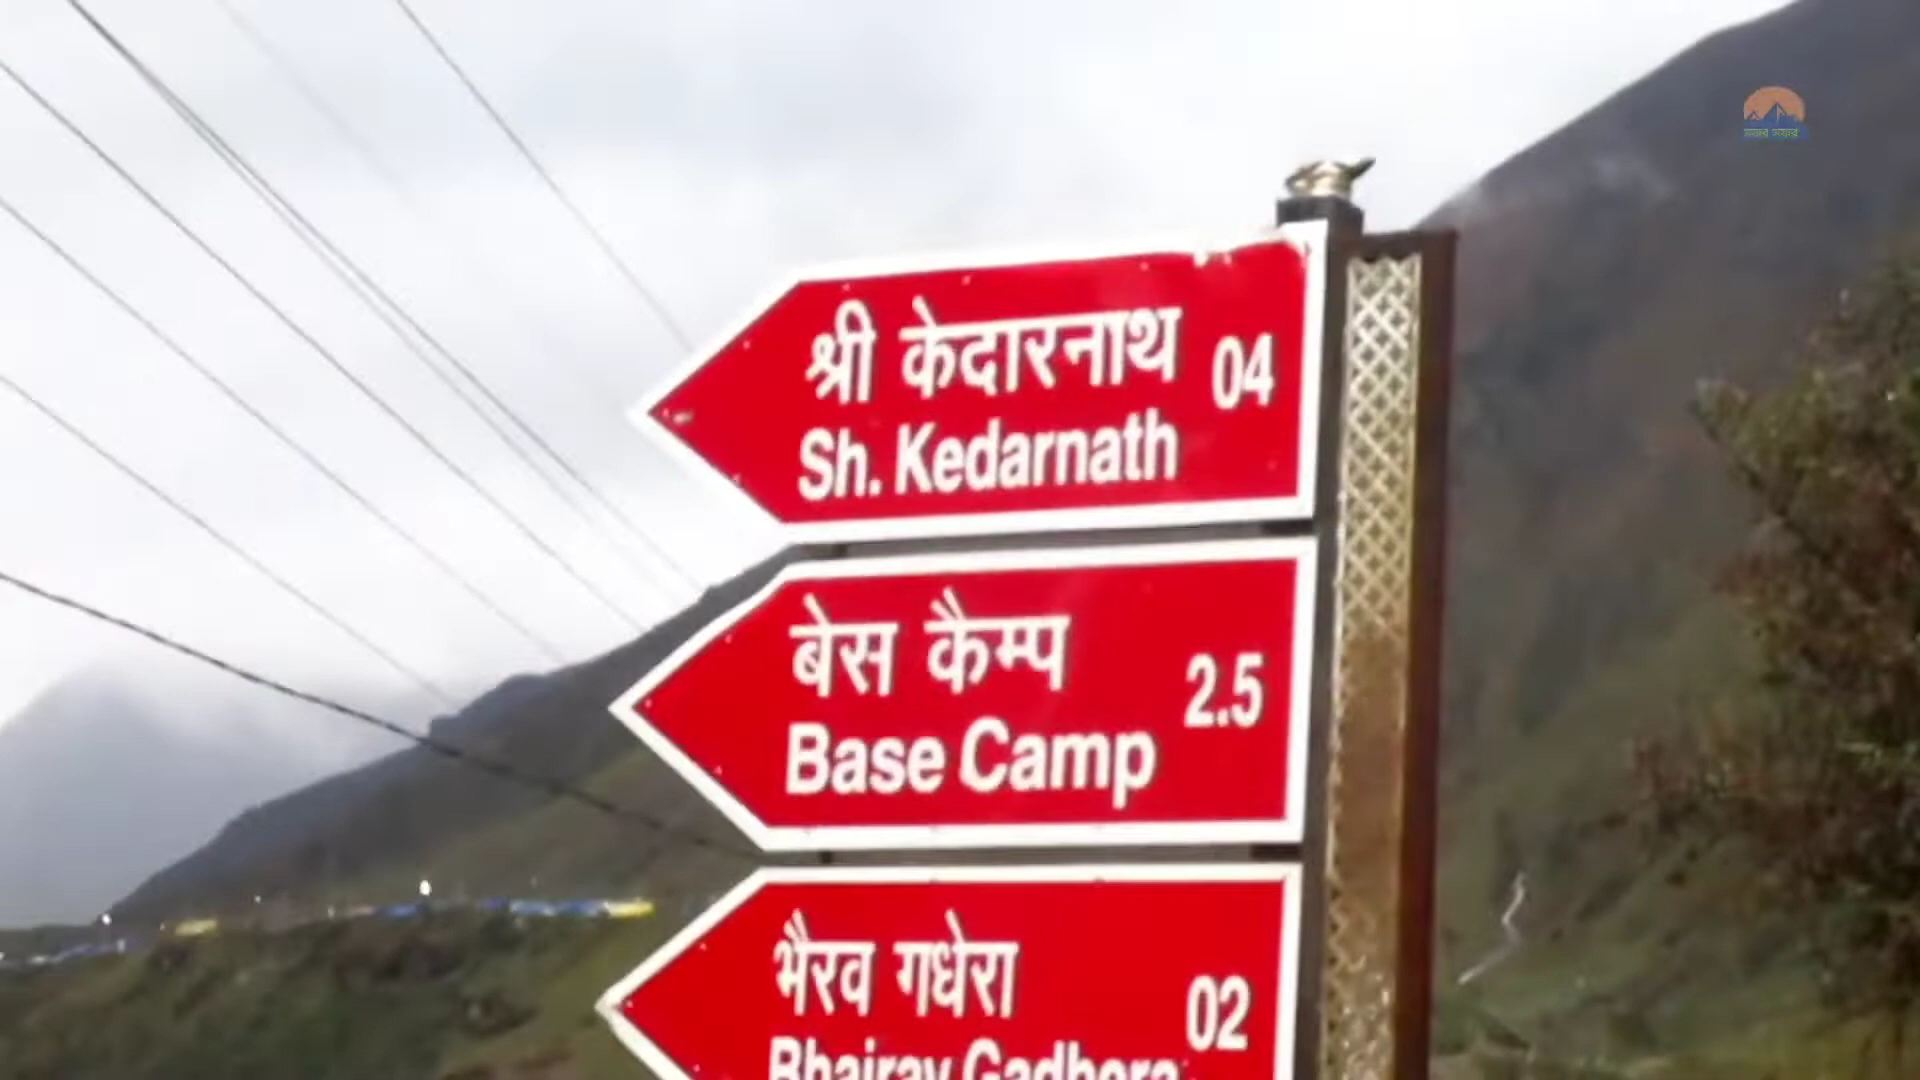 श्री केदारनाथ 04
Sh. Kedarnath
बेस कैम्प 2.5
Base Camp
भैरव गधेरा 02
Bhairav Gadhera